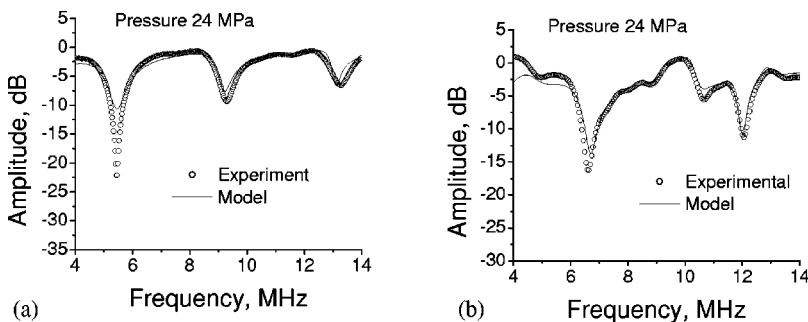 Pressure 24 MPa
5
0
-5
-10
-15
-20
-25
-30
-35
Amplitude, dB
Experiment
Model
4 6 8 10 12 14
Frequency, MHz
(a)
Pressure 24 MPa
5
0
-5
-10
-15
-20
-25
-30
Amplitude, dB
Experimental
Model
4 6 8 10 12 14
Frequency, MHz
(b)